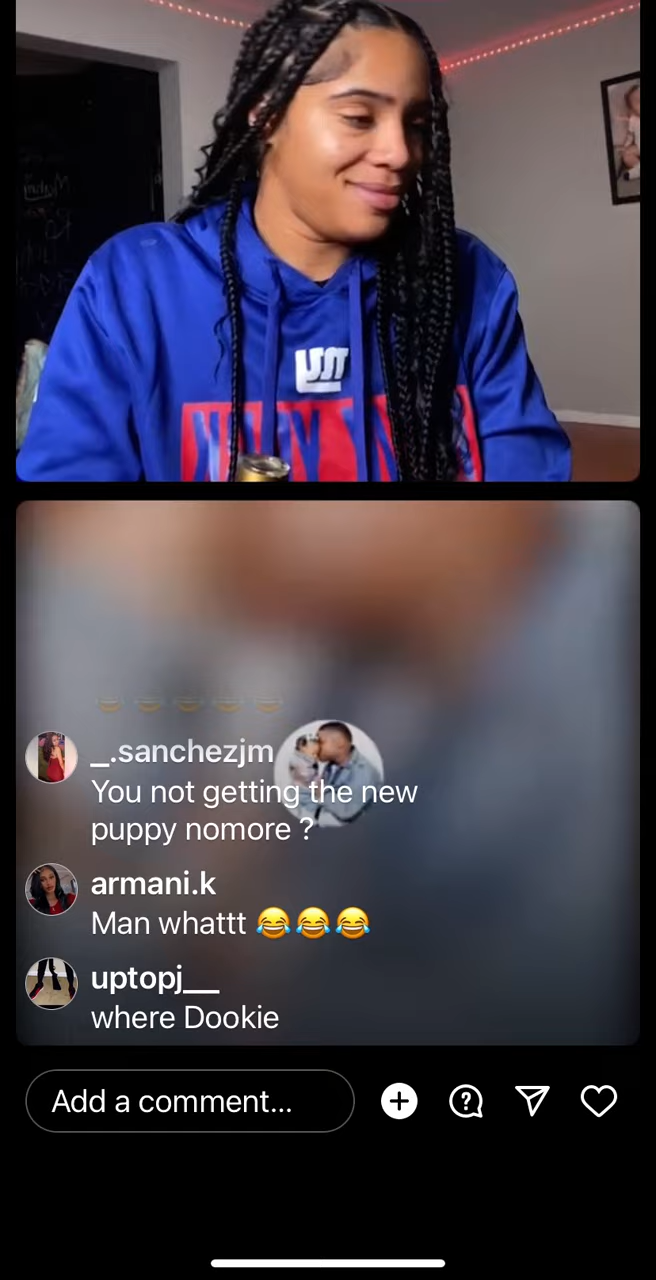 _.sanchezjm
You not getting the new
puppy nomore ?
armani.k
Man whattt 😂😂😂
uptopj__
where Dookie
Add a comment...